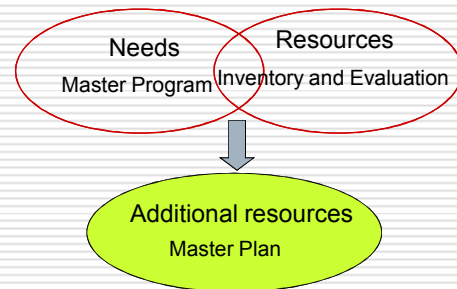 Needs
Master Program
Resources
Inventory and Evaluation
Additional resources
Master Plan